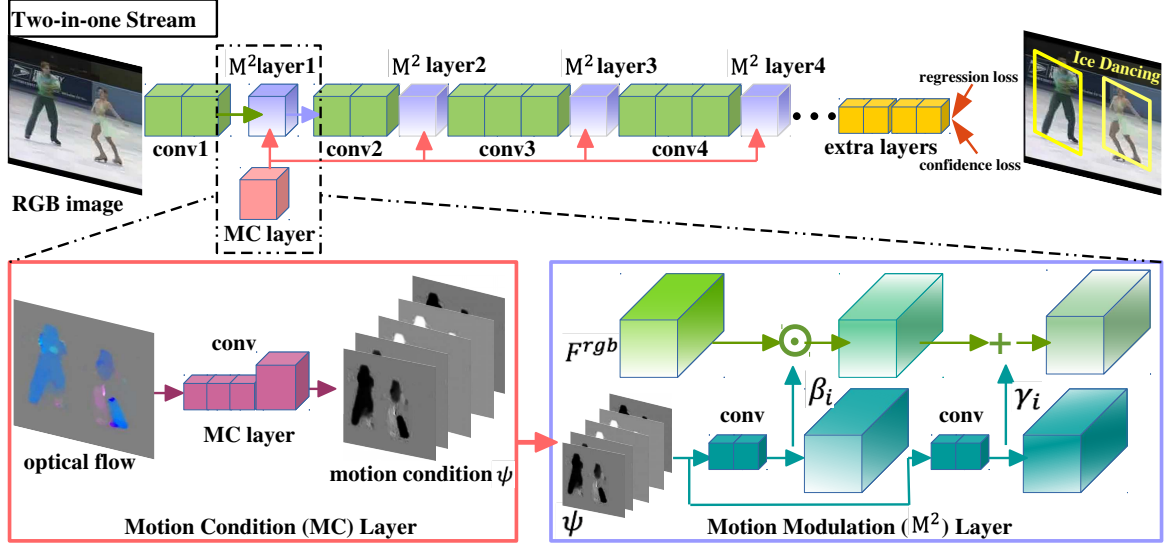 Two-in-one Stream
M² layer1
M² layer2
M² layer3
M² layer4
Ice Dancing
regression loss
conv1
conv2
conv3
conv4
extra layers
confidence loss
RGB image
MC layer
conv
F^rgb
β_i
γ_i
conv
conv
MC layer
optical flow
motion condition ψ
ψ
Motion Condition (MC) Layer
Motion Modulation (M²) Layer